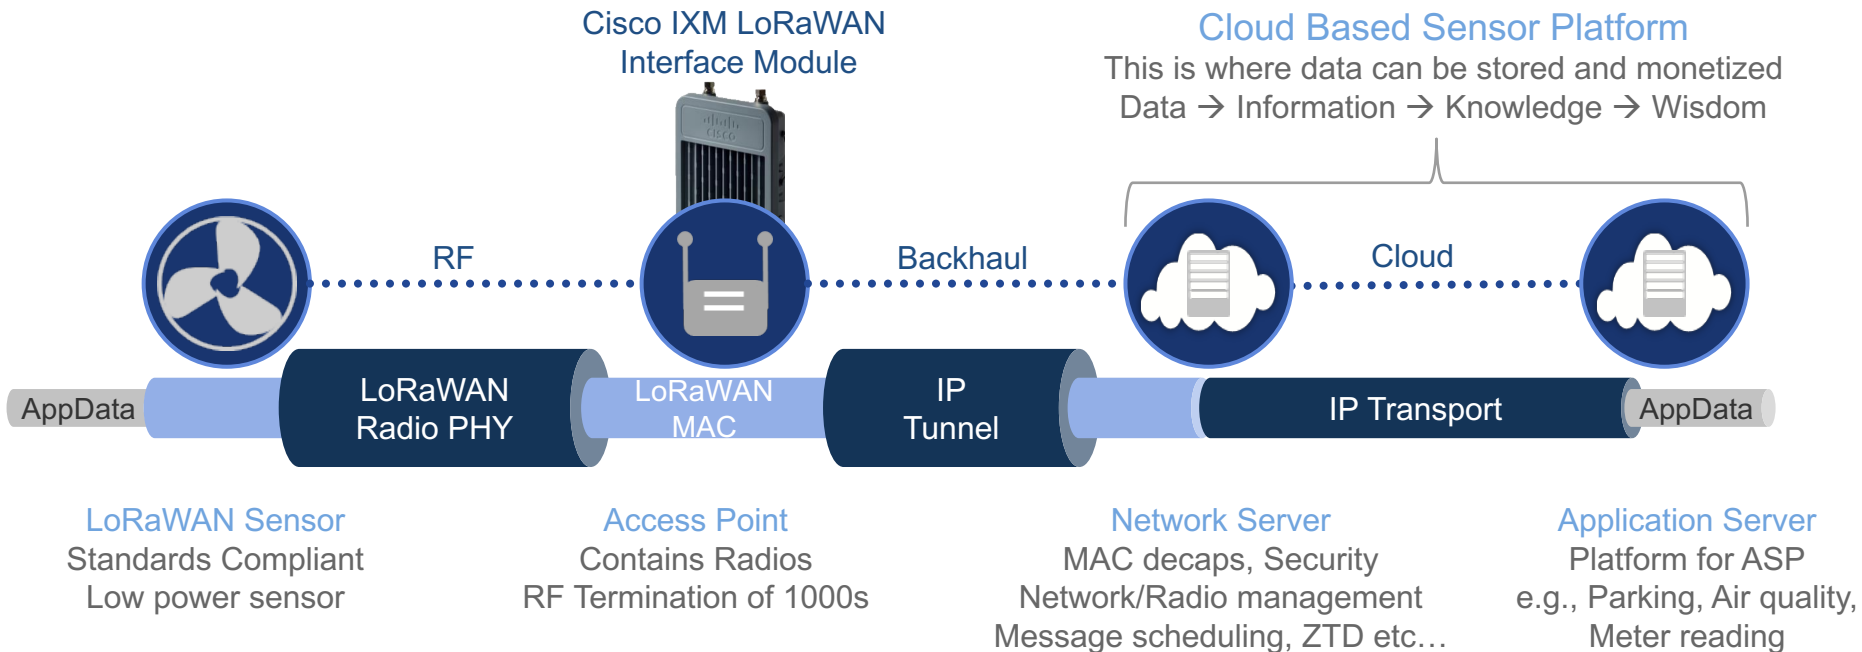 Cisco IXM LoRaWAN
Interface Module
Cloud Based Sensor Platform
This is where data can be stored and monetized
Data → Information → Knowledge → Wisdom
CISCO
RF
Backhaul
Cloud
AppData
LoRaWAN
Radio PHY
LoRaWAN
MAC
IP
Tunnel
IP Transport
AppData
LoRaWAN Sensor
Standards Compliant
Low power sensor
Access Point
Contains Radios
RF Termination of 1000s
Network Server
MAC decaps, Security
Network/Radio management
Message scheduling, ZTD etc…
Application Server
Platform for ASP
e.g., Parking, Air quality,
Meter reading